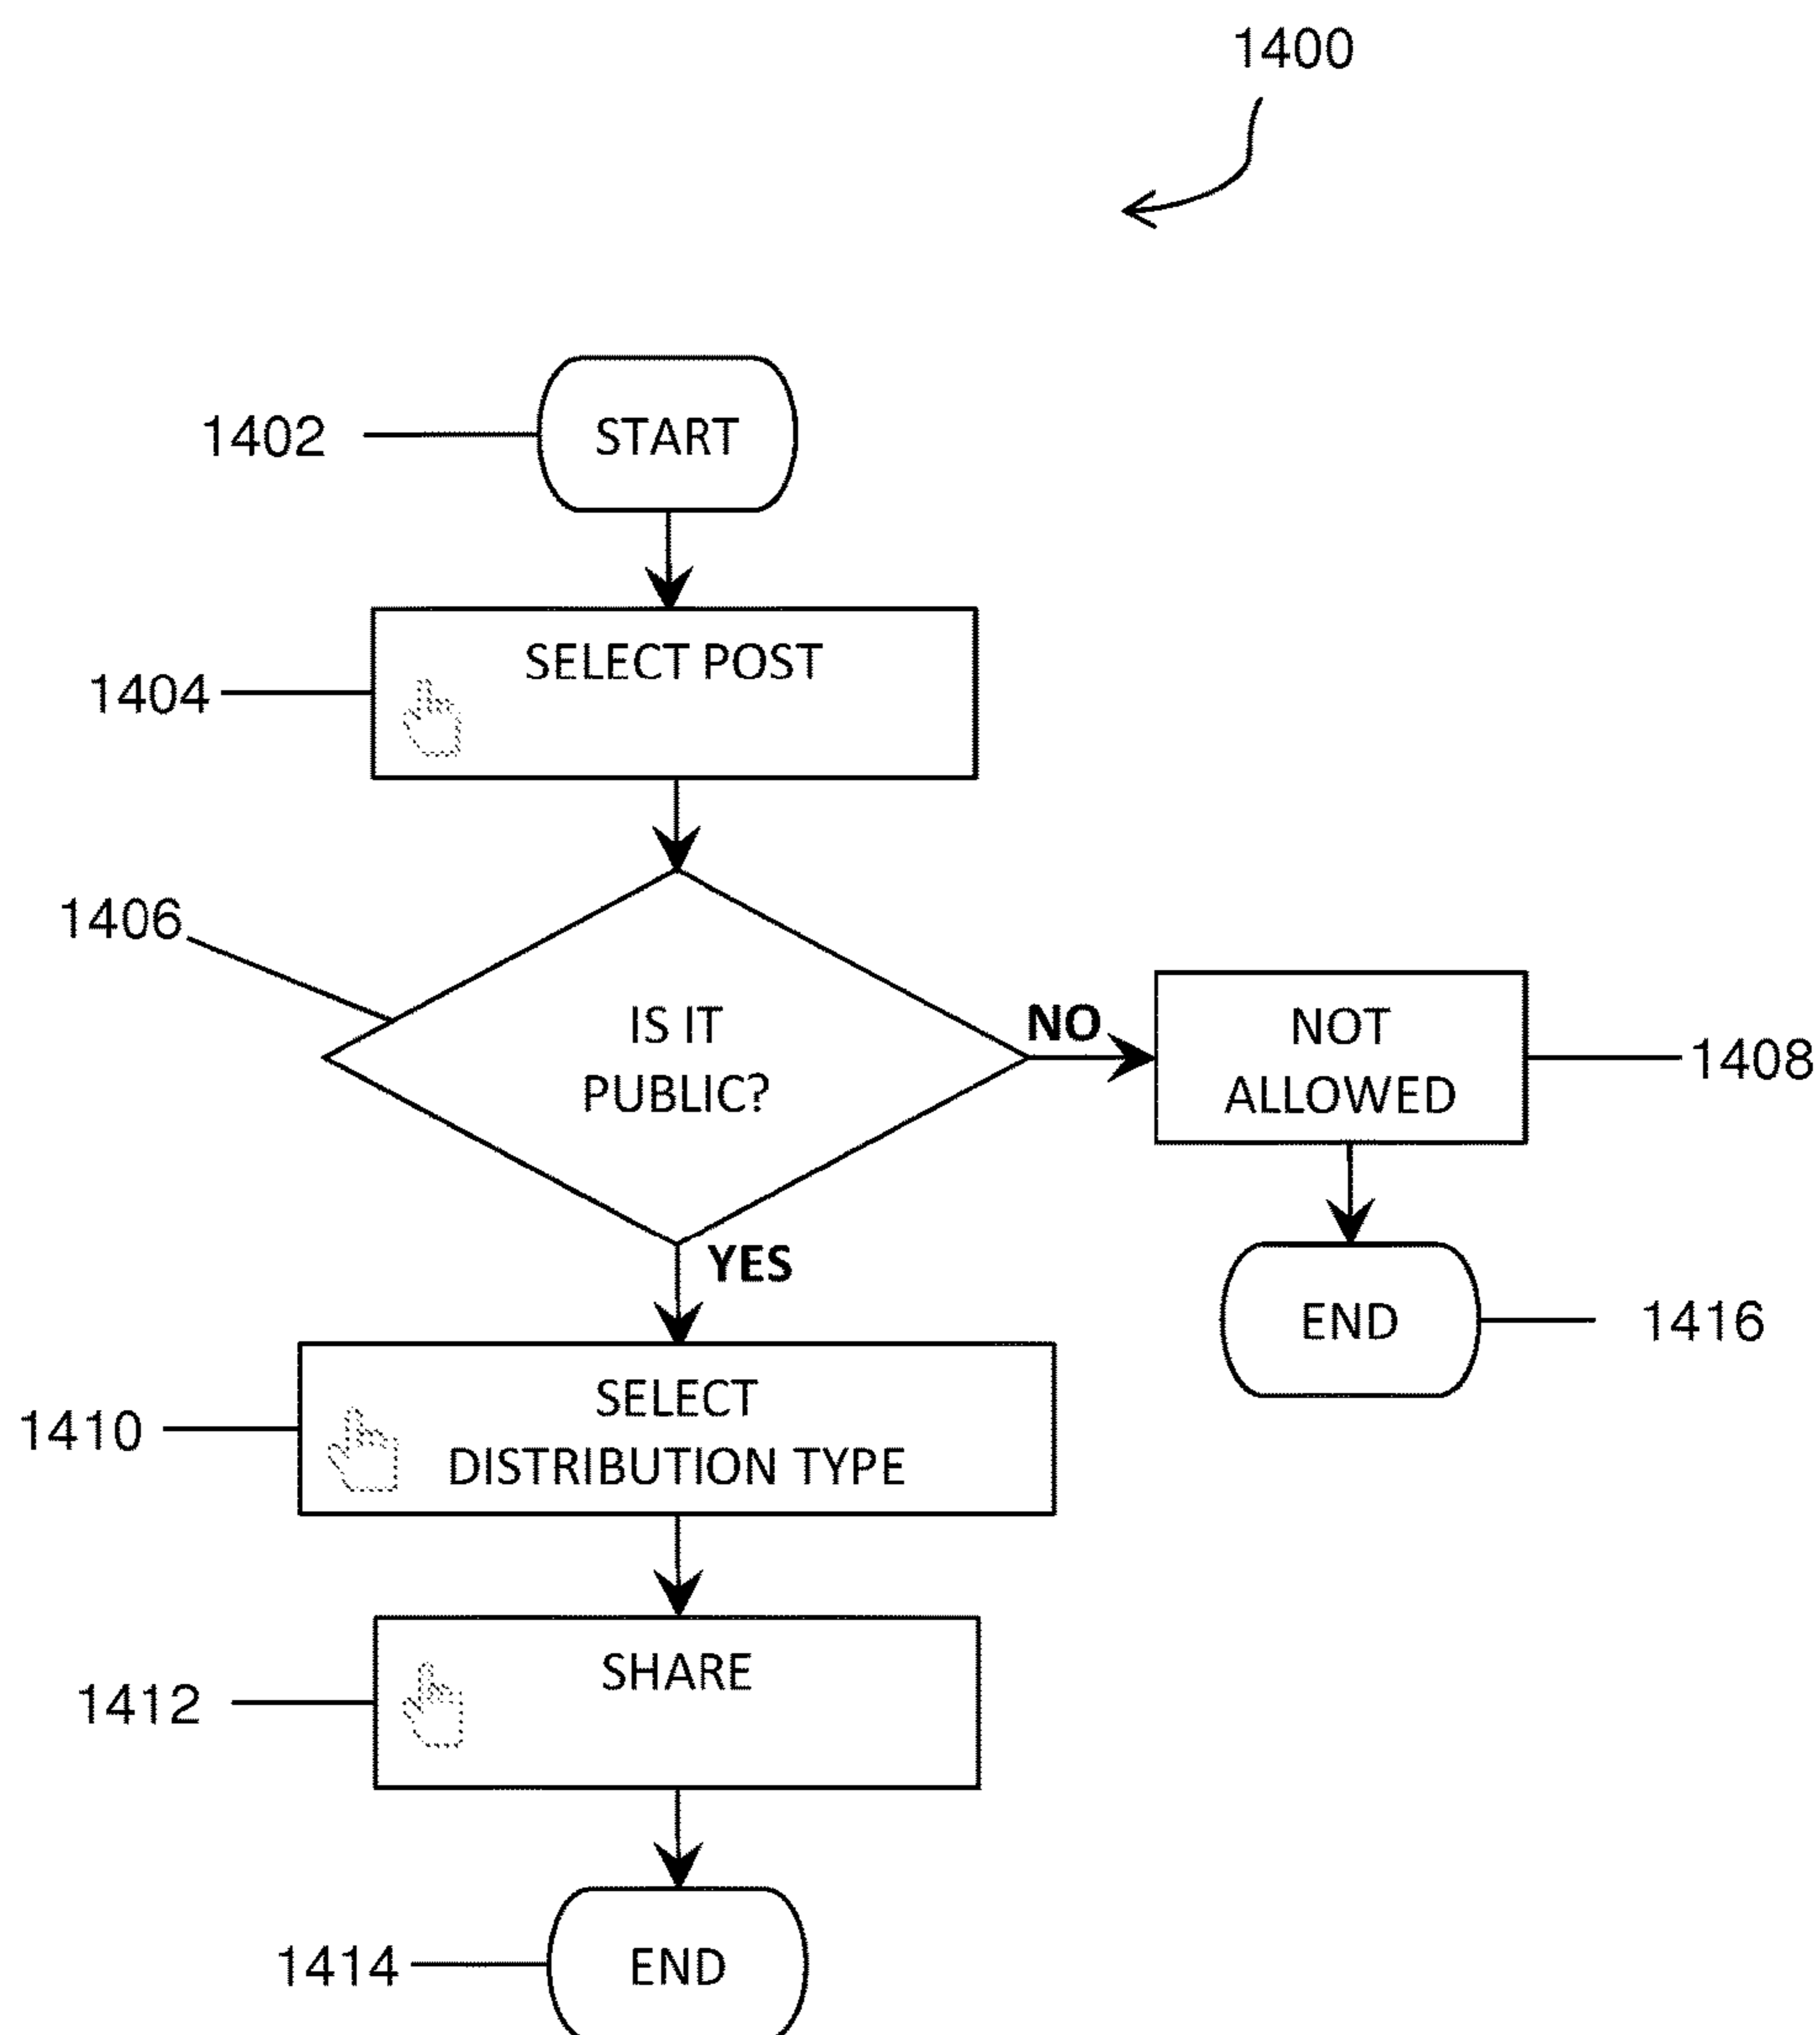 1400
1402
START
SELECT POST
1404
1406
IS IT
PUBLIC?
NO
NOT
ALLOWED
1408
YES
END
1416
SELECT
DISTRIBUTION TYPE
1410
SHARE
1412
1414
END